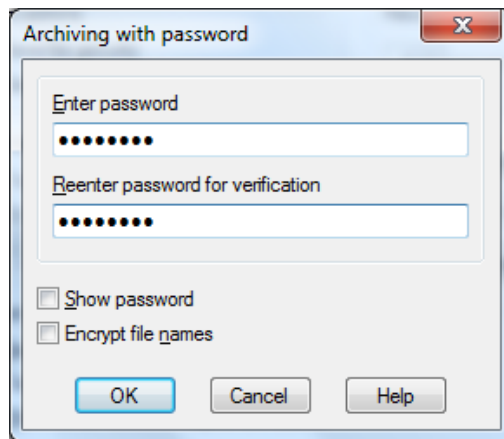 Archiving with password
Enter password
••••••••
Reenter password for verification
••••••••
Show password
Encrypt file names
OK Cancel Help